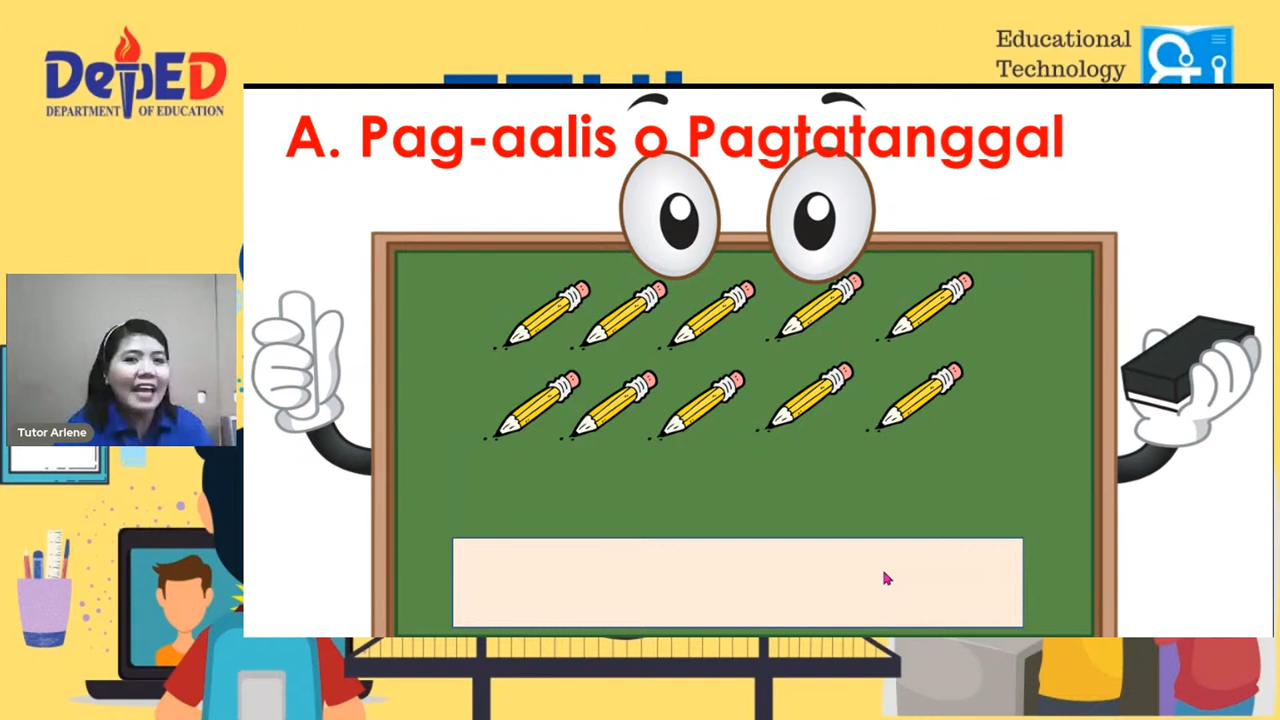 DepED
DEPARTMENT OF EDUCATION
Educational
Technology
A. Pag-aalis o Pagtatanggal
Tutor Arlene